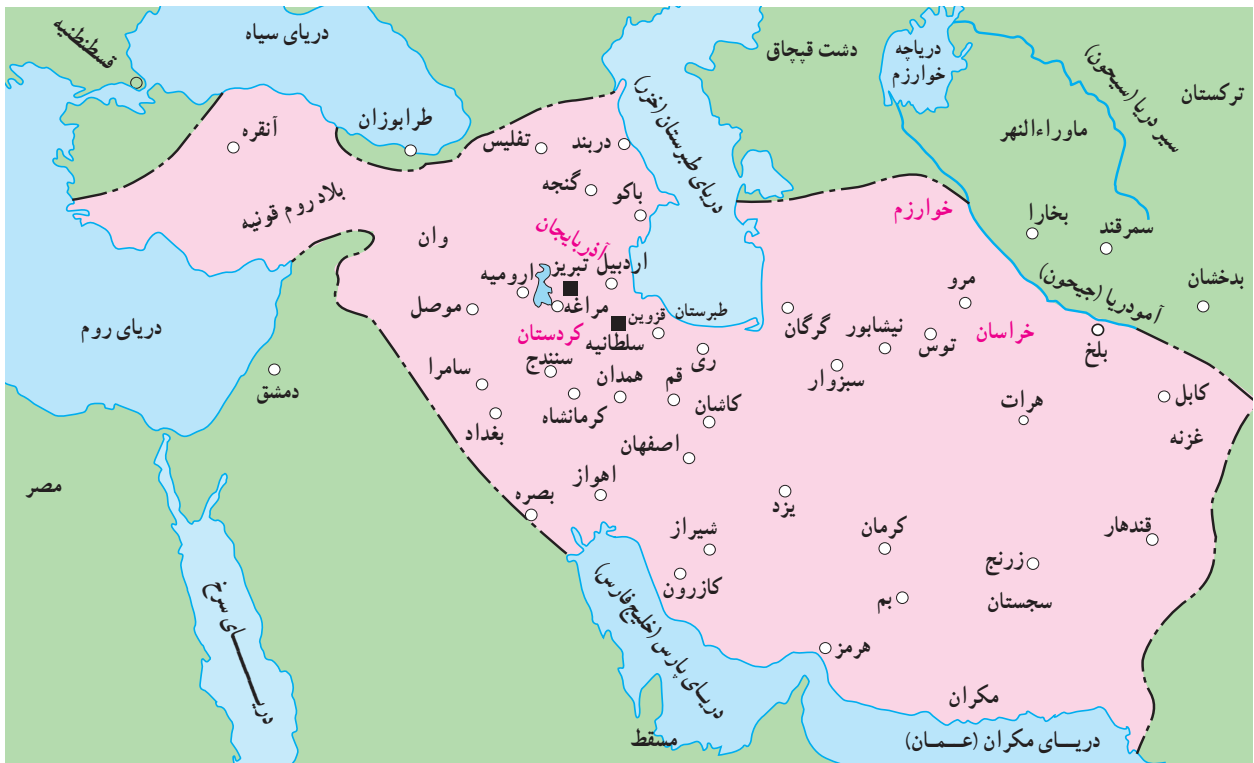 دریای سیاه
قسطنطنیه
دشت قپچاق
دریاچه
خوارزم
ترکستان
سیر دریا (سیحون)
ماوراءالنهر
طرابوزان
آنقره
تفلیس
دربند
دریای طبرستان (خزر)
گنجه
باکو
بلاد روم قونیه
خوارزم
بخارا
سمرقند
وان
آذربایجان
اردبیل
تبریز
ارومیه
مراغه
موصل
آمودریا (جیحون)
بدخشان
مرو
دریای روم
کردستان
قزوین
طبرستان
سلطانیه
گرگان
نیشابور
توس
خراسان
بلخ
ری
سبزوار
سنندج
همدان
قم
سامرا
دمشق
کرمانشاه
کاشان
هرات
کابل
غزنه
بغداد
اصفهان
اهواز
مصر
بصره
یزد
شیراز
کرمان
قندهار
زرنج
کازرون
بم
سجستان
دریــای سرخ
دریـای پارس (خلیج فارس)
هرمز
مکران
مسقط
دریــای مکران (عـمـان)